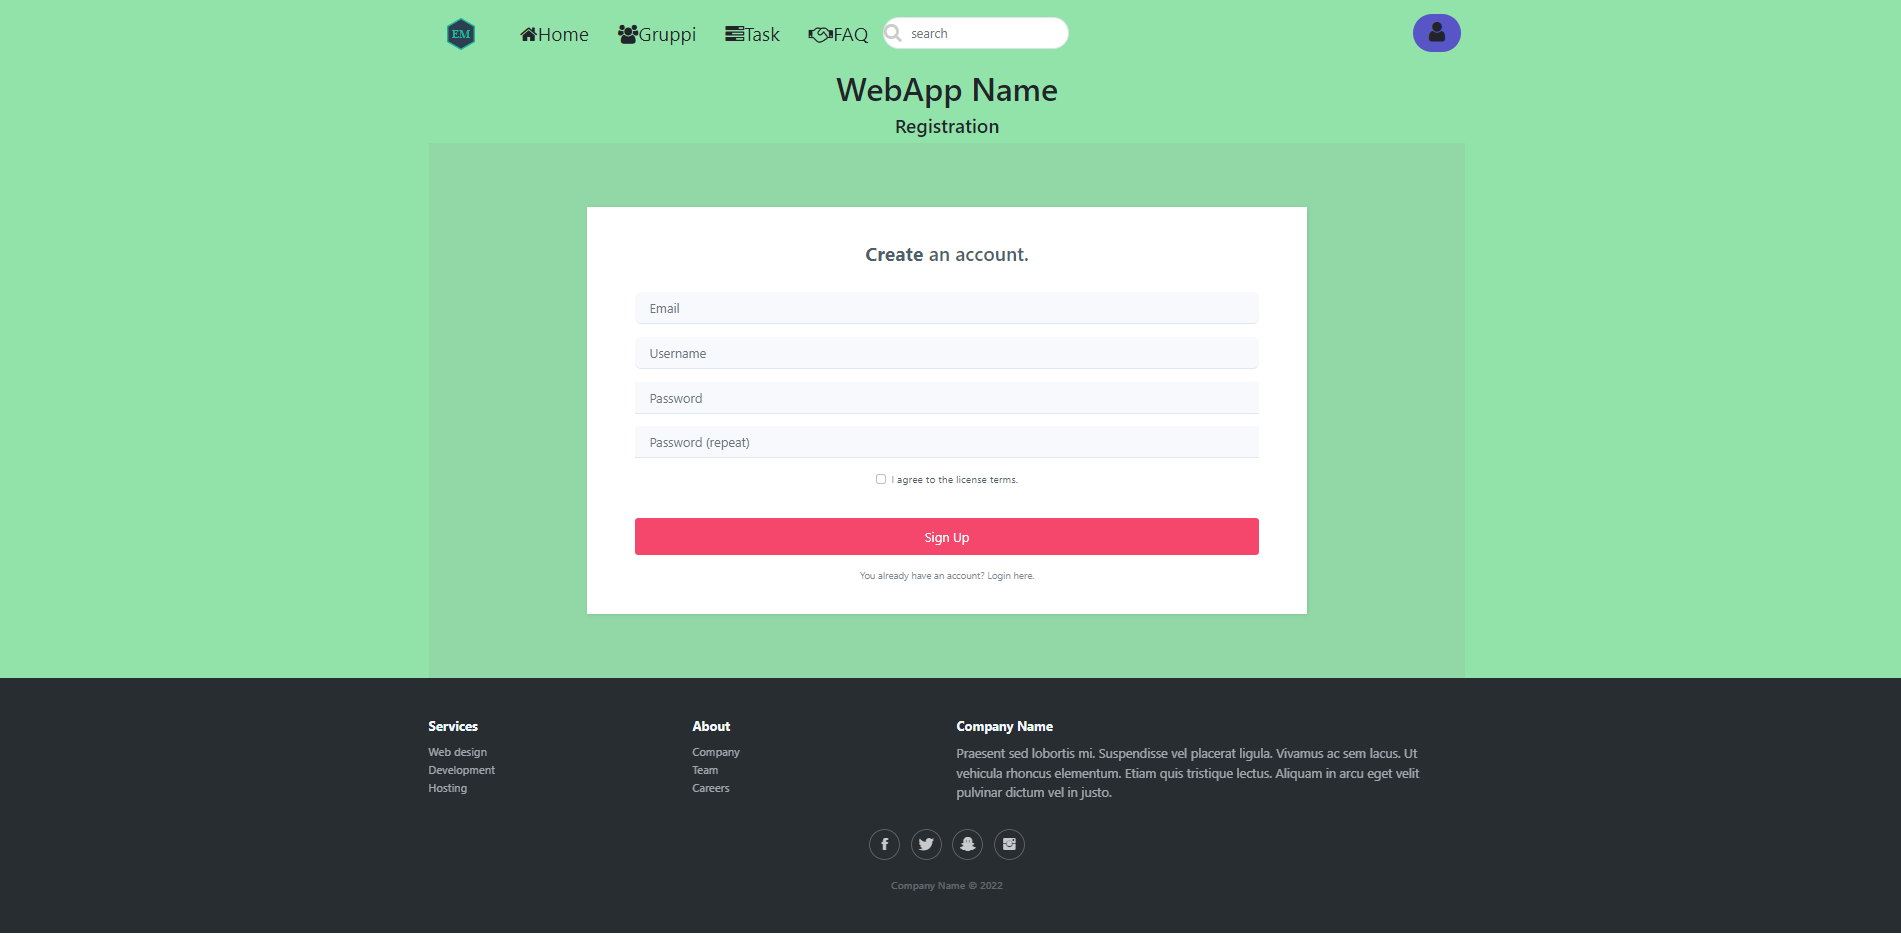 EM
Home Gruppi Task FAQ search
WebApp Name
Registration
Create an account.
Email
Username
Password
Password (repeat)
I agree to the license terms.
Sign Up
You already have an account? Login here.
Services
Web design
Development
Hosting
About
Company
Team
Careers
Company Name
Praesent sed lobortis mi. Suspendisse vel placerat ligula. Vivamus ac sem lacus. Ut
vehicula rhoncus elementum. Etiam quis tristique lectus. Aliquam in arcu eget velit
pulvinar dictum vel in justo.
Company Name © 2022